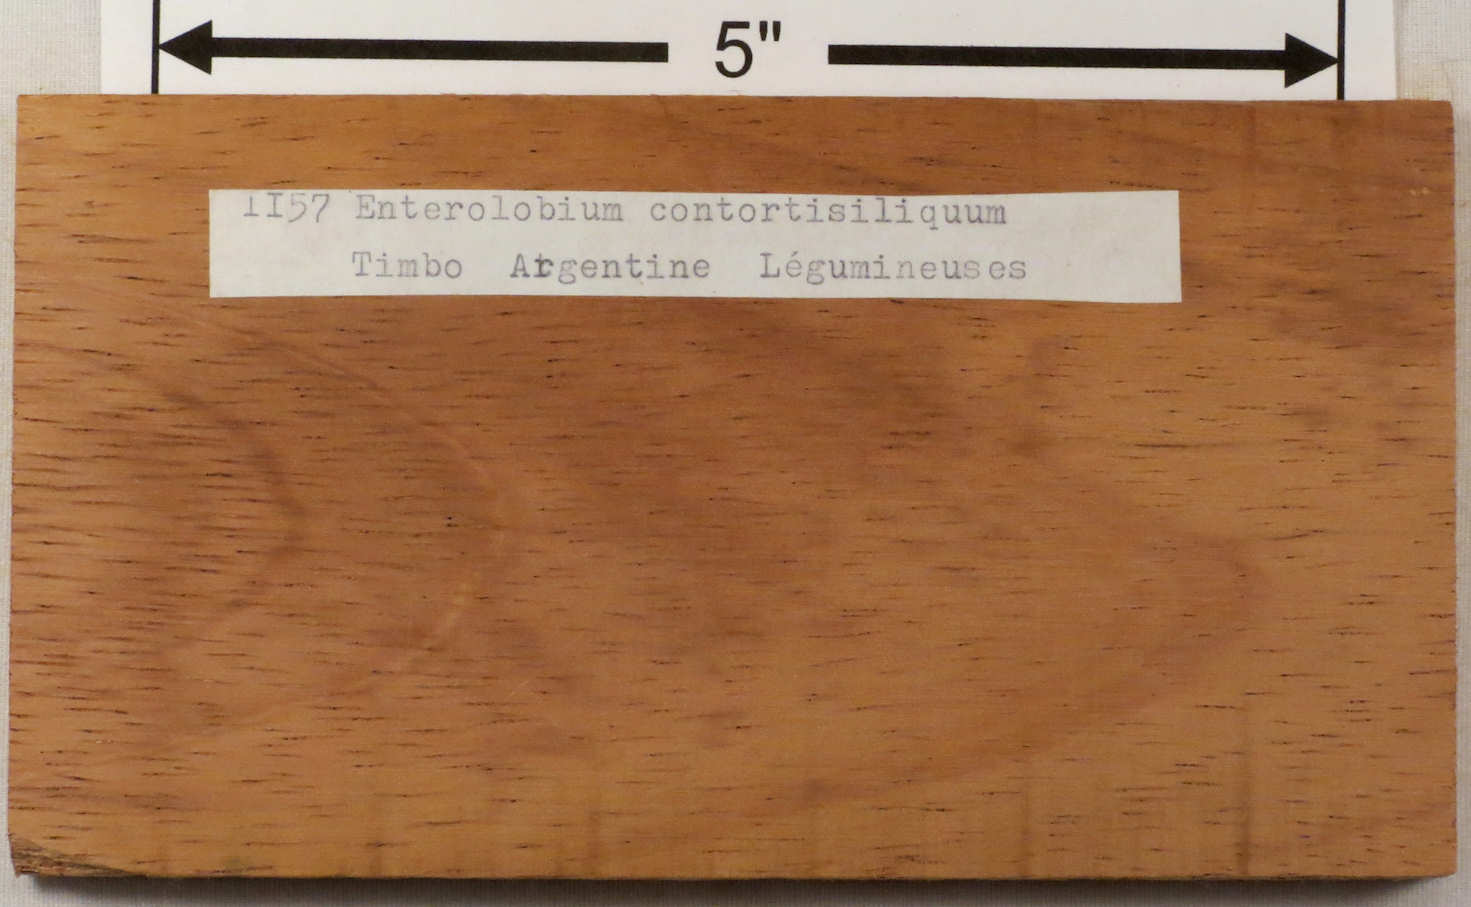 5"
1157 Enterolobium contortisiliquum
Timbo Argentine Légumineuses